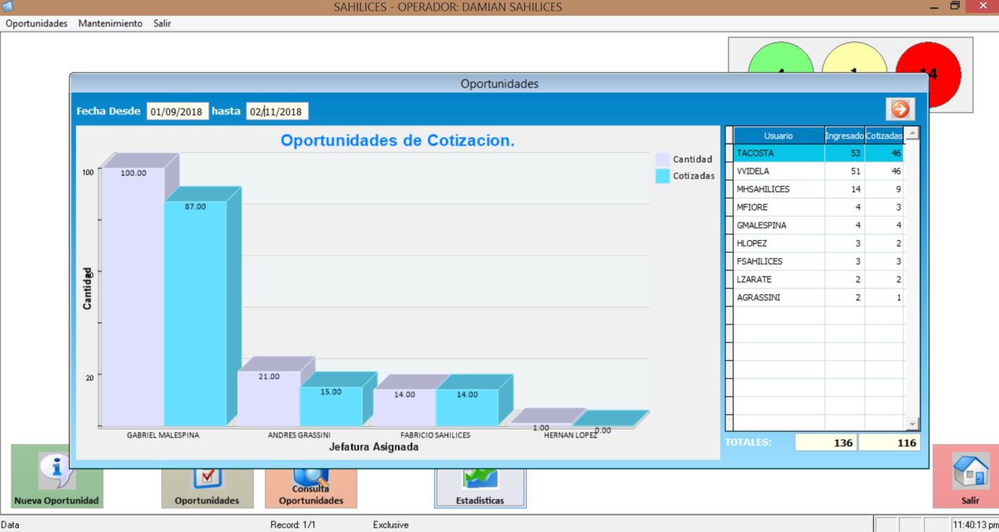 SAHILICES - OPERADOR: DAMIAN SAHILICES
Oportunidades Mantenimiento Salir
14
Oportunidades
Fecha Desde 01/09/2018 hasta 02/11/2018
Oportunidades de Cotizacion.
Cantidad
Cotizadas
100
20
Cantidad
100.00
87.00
21.00
15.00
14.00
14.00
1.00
0.00
GABRIEL MALESPINA
ANDRES GRASSINI
FABRICIO SAHILICES
HERNAN LOPEZ
Jefatura Asignada
Usuario Ingresado Cotizadas
TACOSTA 53 46
VVIDELA 51 46
MHSAHILICES 14 9
MFIORE 4 3
GMALESPINA 4 4
HLOPEZ 3 2
FSAHILICES 3 3
LZARATE 2 2
AGRASSINI 2 1
TOTALES: 136 116
Nueva Oportunidad
Oportunidades
Consulta
Oportunidades
Estadisticas
Salir
Data Record: 1/1 Exclusive 11:40:13 pm